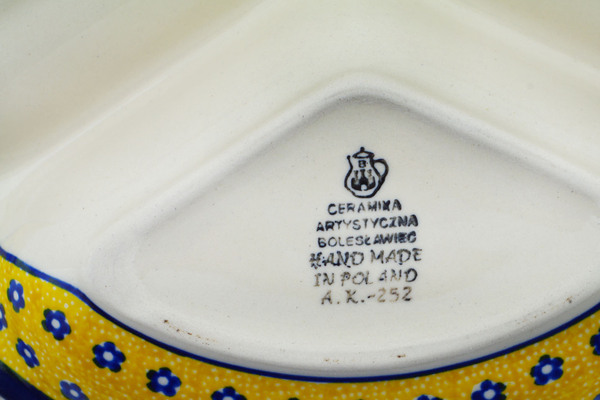 B
CERAMIKA
ARTYSTYCZNA
BOLESŁAWIEC
HAND MADE
IN POLAND
A.K.-252